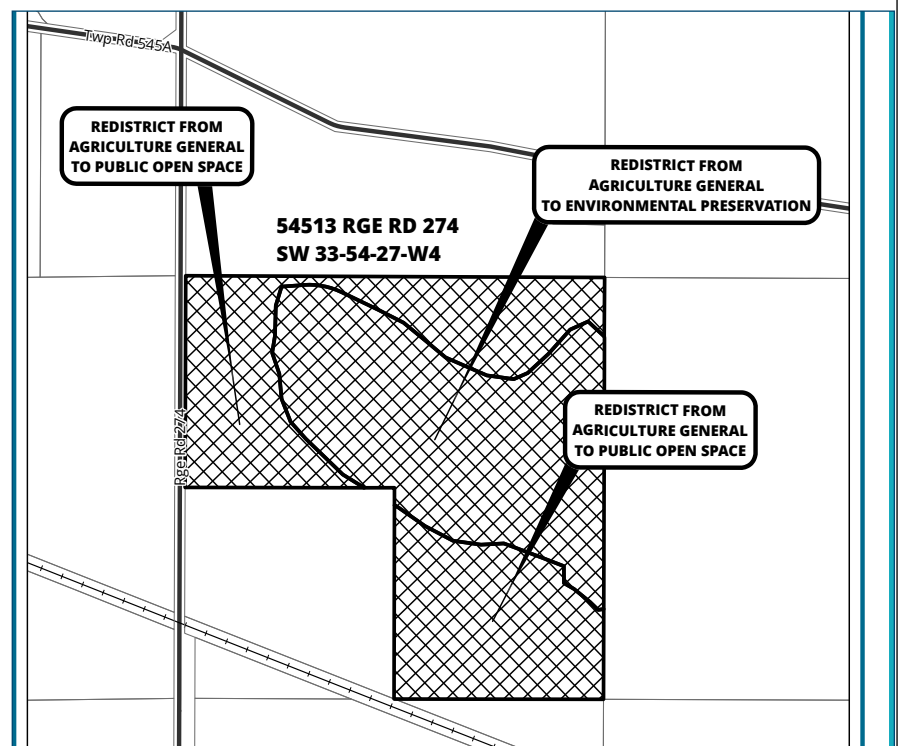 Twp Rd 545A
REDISTRICT FROM
AGRICULTURE GENERAL
TO PUBLIC OPEN SPACE
REDISTRICT FROM
AGRICULTURE GENERAL
TO ENVIRONMENTAL PRESERVATION
54513 RGE RD 274
SW 33-54-27-W4
REDISTRICT FROM
AGRICULTURE GENERAL
TO PUBLIC OPEN SPACE
Rge Rd 274